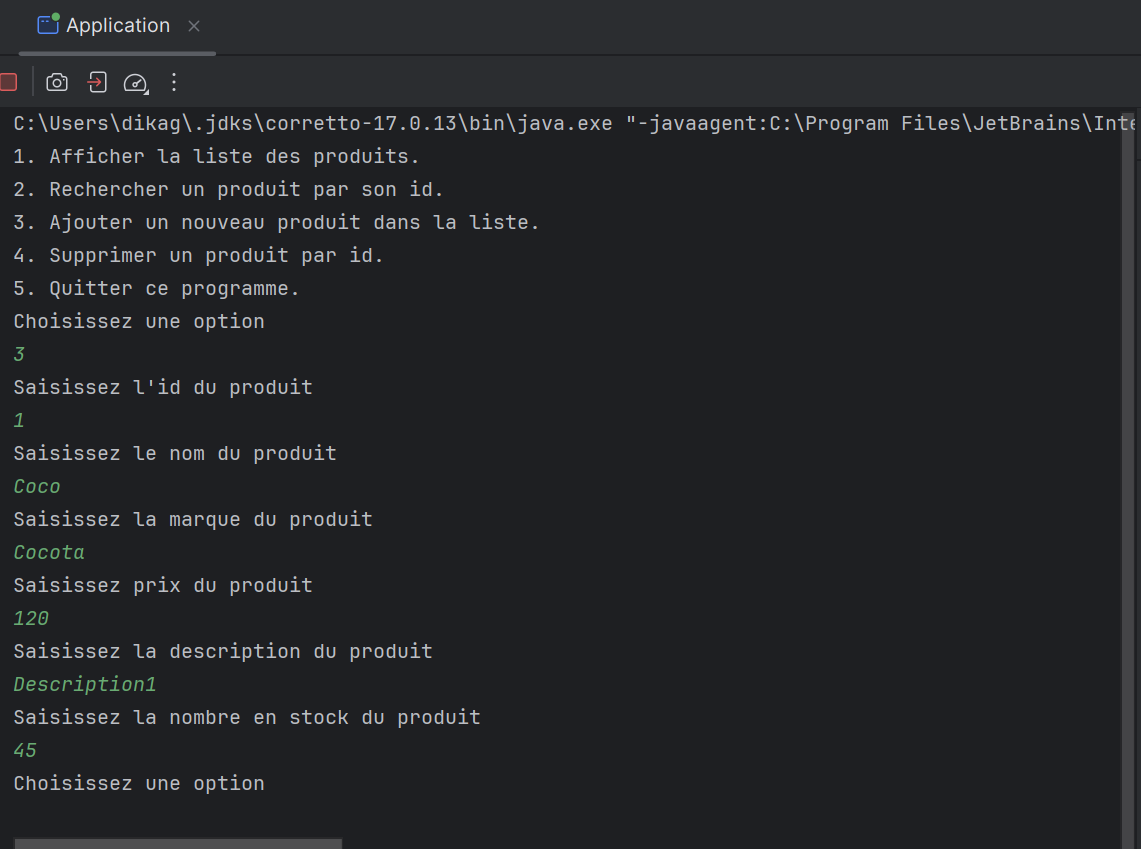 Application
C:\Users\dikag\.jdks\corretto-17.0.13\bin\java.exe "-javaagent:C:\Program Files\JetBrains\Inte
1. Afficher la liste des produits.
2. Rechercher un produit par son id.
3. Ajouter un nouveau produit dans la liste.
4. Supprimer un produit par id.
5. Quitter ce programme.
Choisissez une option
3
Saisissez l'id du produit
1
Saisissez le nom du produit
Coco
Saisissez la marque du produit
Cocota
Saisissez prix du produit
120
Saisissez la description du produit
Description1
Saisissez la nombre en stock du produit
45
Choisissez une option